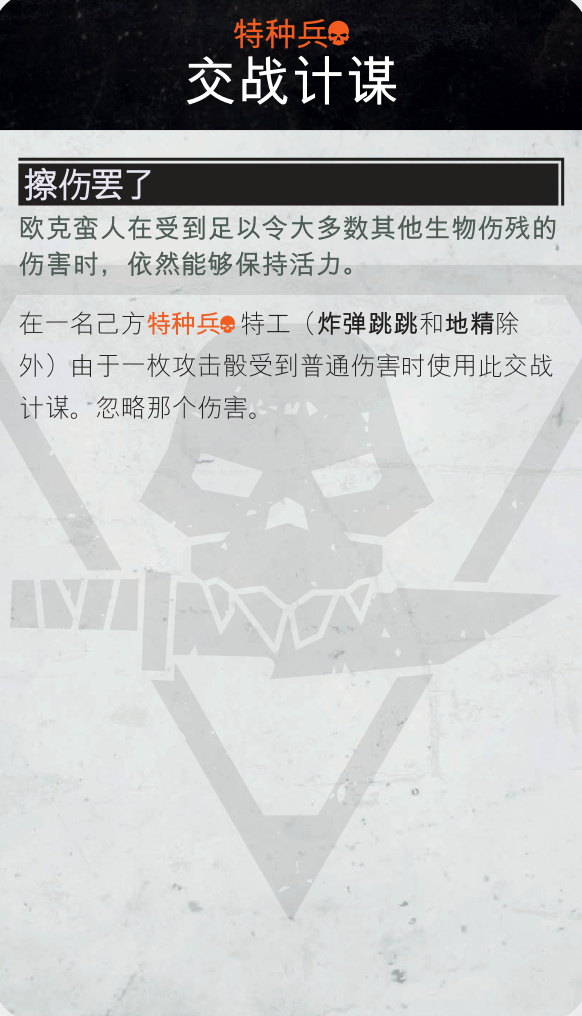 特种兵
交战计谋
擦伤罢了
欧克蛮人在受到足以令大多数其他生物伤残的
伤害时，依然能够保持活力。
在一名己方特种兵 特工（炸弹跳跳和地精除
外）由于一枚攻击骰受到普通伤害时使用此交战
计谋。忽略那个伤害。